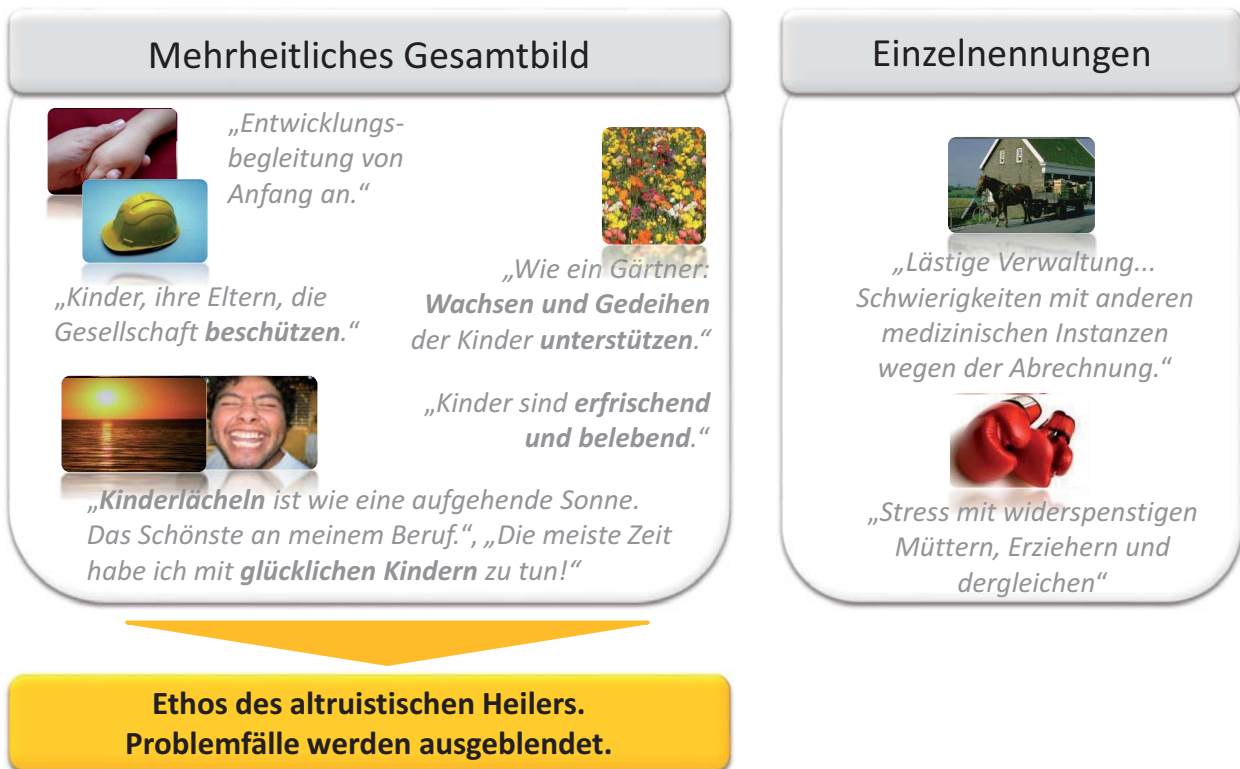 Mehrheitliches Gesamtbild
„Entwicklungs-
begleitung von
Anfang an.“
„Kinder, ihre Eltern, die
Gesellschaft beschützen.“
„Wie ein Gärtner:
Wachsen und Gedeihen
der Kinder unterstützen.“
„Kinder sind erfrischend
und belebend.“
„Kinderlächeln ist wie eine aufgehende Sonne.
Das Schönste an meinem Beruf.“, „Die meiste Zeit
habe ich mit glücklichen Kindern zu tun!“
Ethos des altruistischen Heilers.
Problemfälle werden ausgeblendet.
Einzelnennungen
„Lästige Verwaltung...
Schwierigkeiten mit anderen
medizinischen Instanzen
wegen der Abrechnung.“
„Stress mit widerspenstigen
Müttern, Erziehern und
dergleichen“